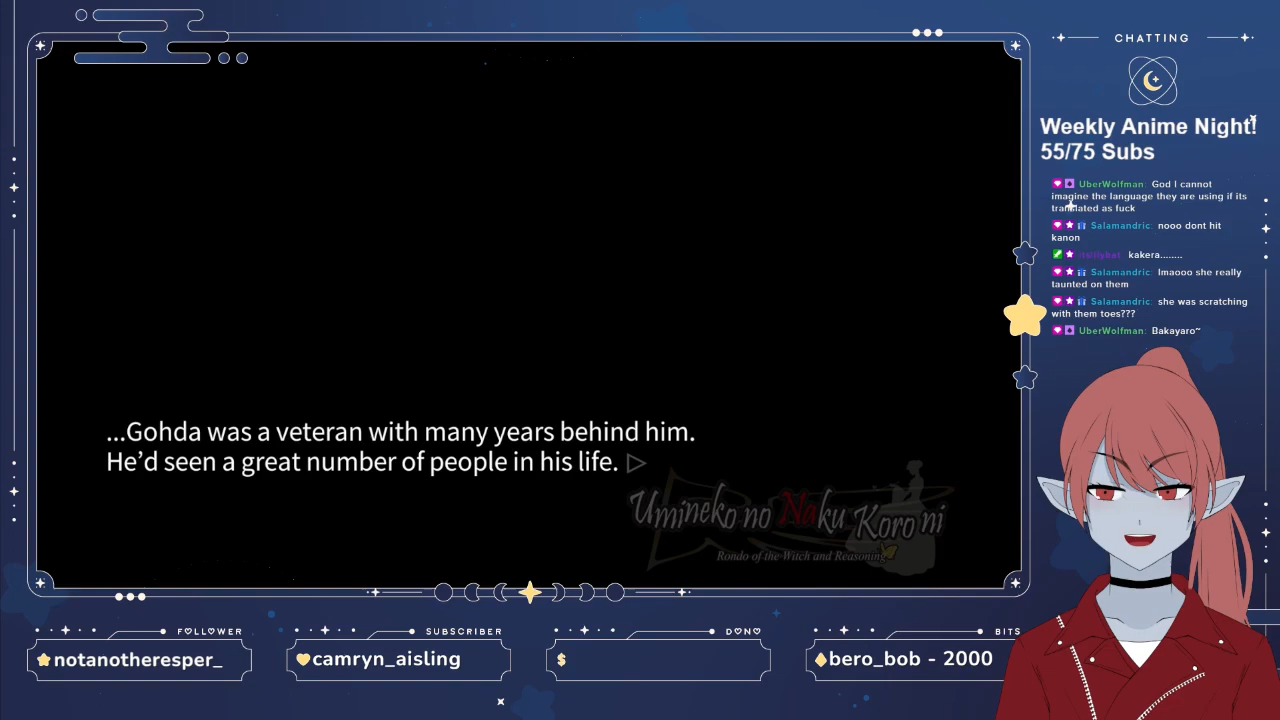 CHATTING
Weekly Anime Night!
55/75 Subs
UberWolfman: God I cannot
imagine the language they are using if its
translated as fuck
Salamandric: nooo dont hit
kanon
kakera........
Salamandric: lmaooo she really
taunted on them
Salamandric: she was scratching
with them toes???
UberWolfman: Bakayaro~
...Gohda was a veteran with many years behind him.
He'd seen a great number of people in his life.
Umineko no Naku Koro ni
Rondo of the Witch and Reasoning
FOLLOWER
notanotheresper_
SUBSCRIBER
camryn_aisling
DONO
$
BITS
bero_bob - 2000